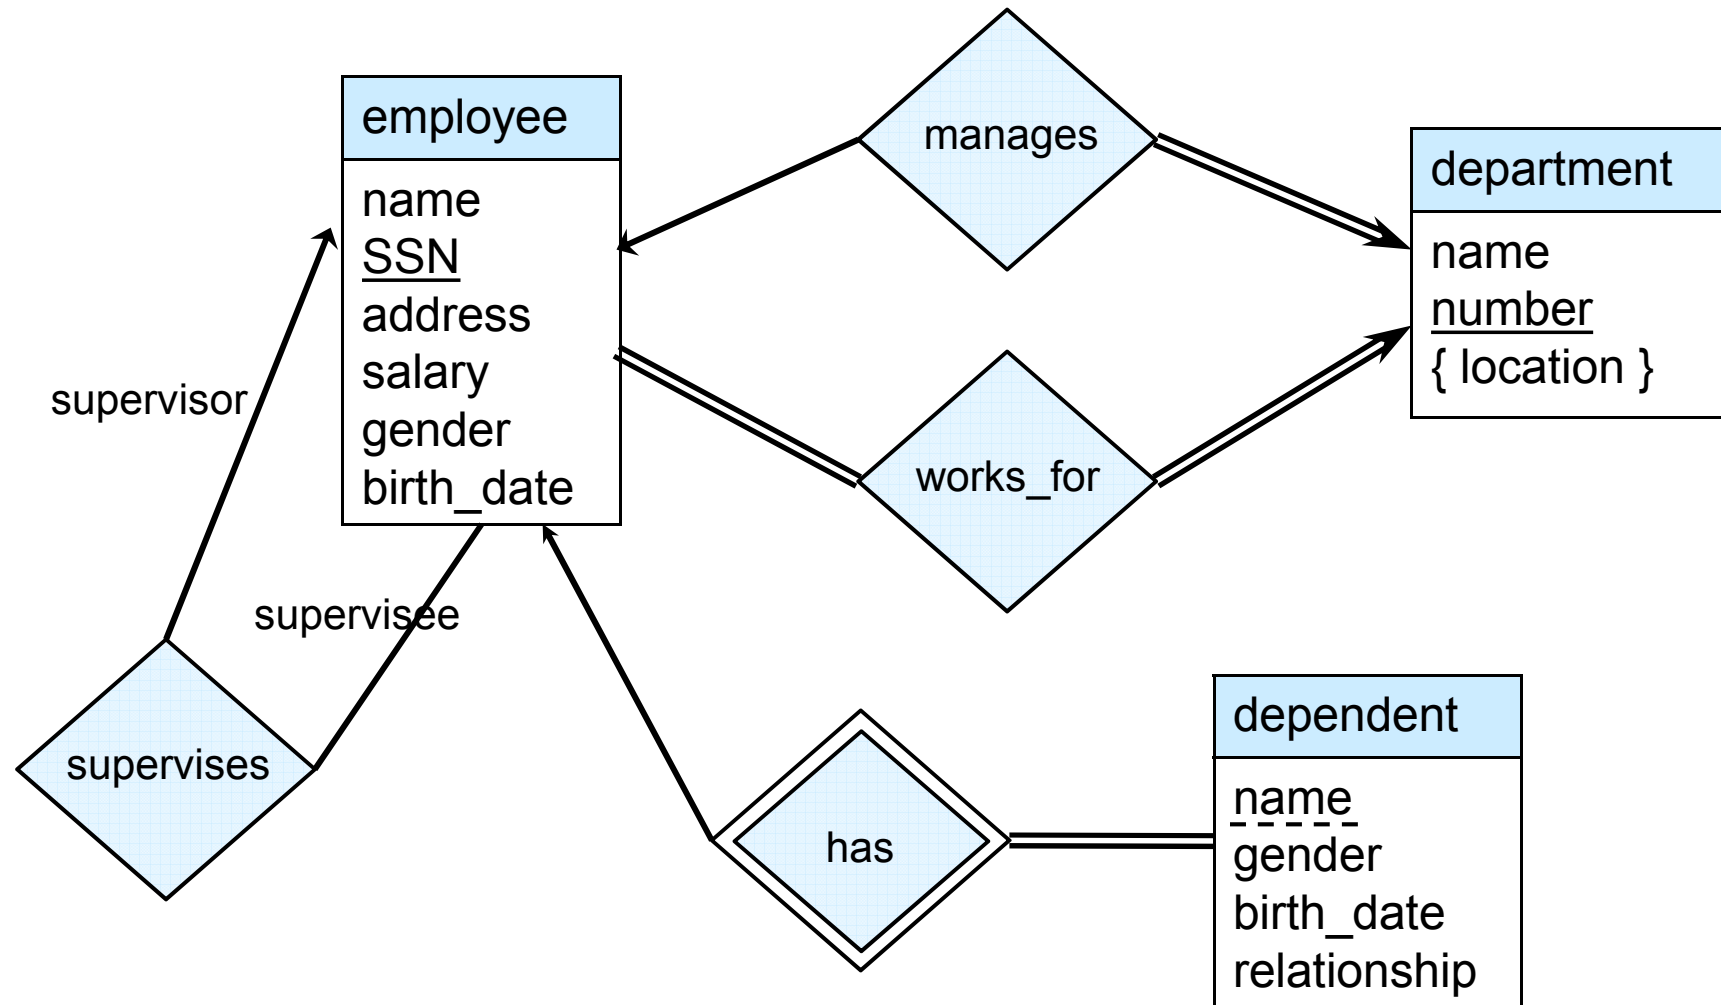 employee
name
SSN
address
salary
gender
birth_date
manages
department
name
number
{ location }
works_for
supervisor
supervisee
supervises
has
dependent
name
gender
birth_date
relationship